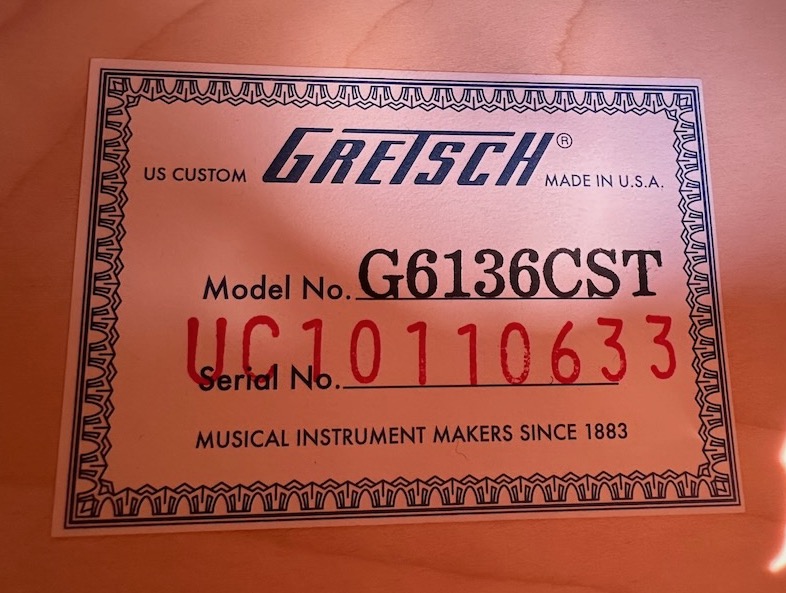 US CUSTOM GRETSCH® MADE IN U.S.A.
Model No. G6136CST
Serial No. UC10110633
MUSICAL INSTRUMENT MAKERS SINCE 1883